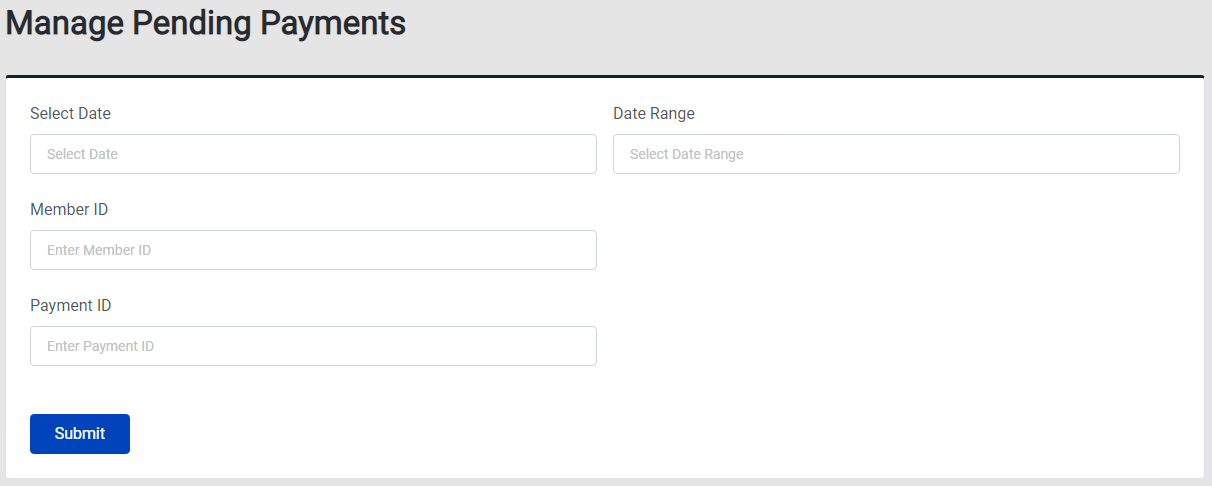 Manage Pending Payments
Select Date
Date Range
Select Date
Select Date Range
Member ID
Enter Member ID
Payment ID
Enter Payment ID
Submit